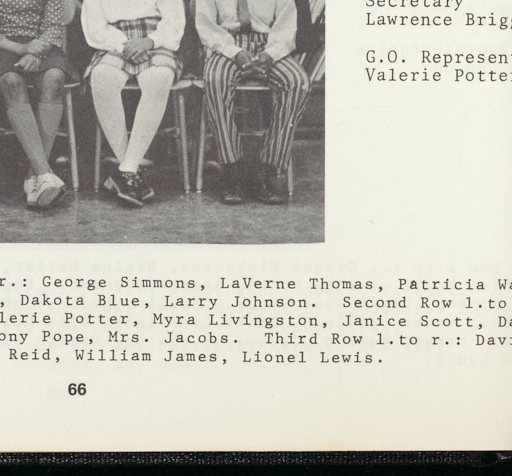 Secretary
Lawrence Brigg
G.O. Represent
Valerie Potter
r.: George Simmons, LaVerne Thomas, Patricia Wa
, Dakota Blue, Larry Johnson. Second Row l.to
lerie Potter, Myra Livingston, Janice Scott, Da
ony Pope, Mrs. Jacobs. Third Row l.to r.: Davi
Reid, William James, Lionel Lewis.
66